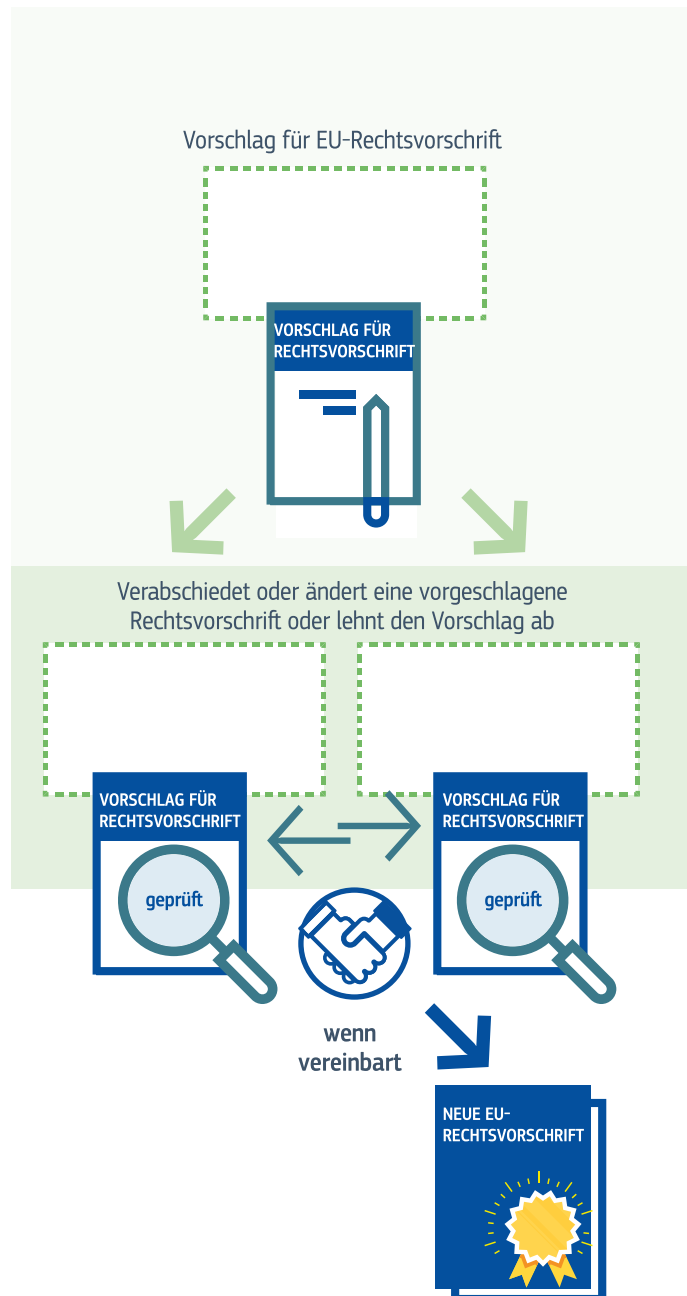 Vorschlag für EU-Rechtsvorschrift
VORSCHLAG FÜR
RECHTSVORSCHRIFT
Verabschiedet oder ändert eine vorgeschlagene
Rechtsvorschrift oder lehnt den Vorschlag ab
VORSCHLAG FÜR
RECHTSVORSCHRIFT
geprüft
VORSCHLAG FÜR
RECHTSVORSCHRIFT
geprüft
wenn
vereinbart
NEUE EU-
RECHTSVORSCHRIFT